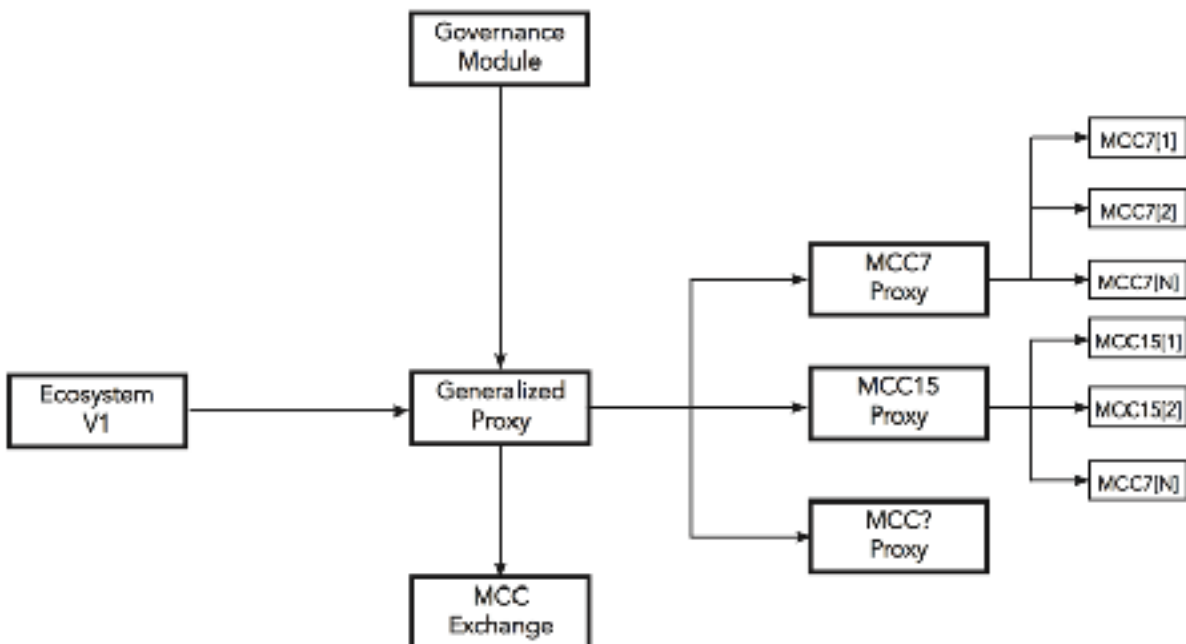 Governance
Module
MCC7[1]
MCC7[2]
MCC7
Proxy
MCC7[N]
MCC15[1]
Ecosystem
V1
Generalized
Proxy
MCC15
Proxy
MCC15[2]
MCC7[N]
MCC?
Proxy
MCC
Exchange